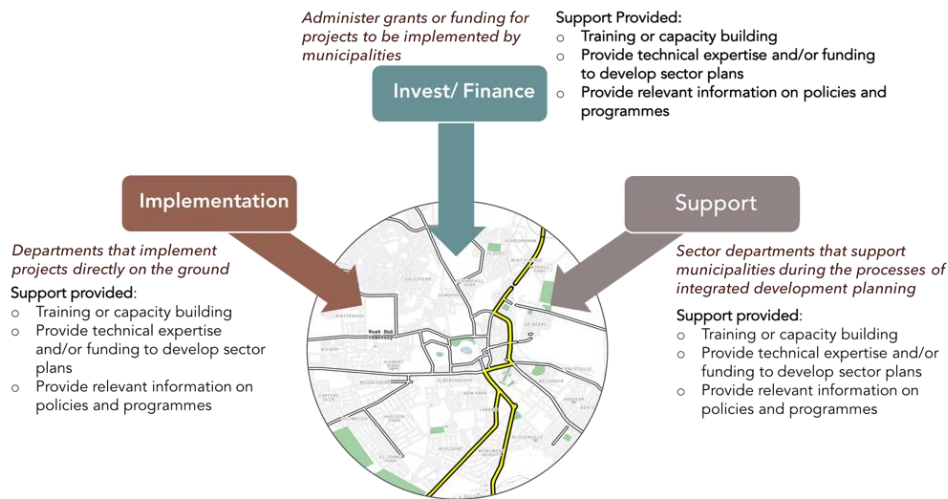 Administer grants or funding for
projects to be implemented by
municipalities
Support Provided:
o Training or capacity building
o Provide technical expertise and/or funding
to develop sector plans
o Provide relevant information on policies and
programmes
Invest/ Finance
Implementation
Support
Departments that implement
projects directly on the ground
Support provided:
o Training or capacity building
o Provide technical expertise
and/or funding to develop sector
plans
o Provide relevant information on
policies and programmes
Sector departments that support
municipalities during the processes of
integrated development planning
Support provided:
o Training or capacity building
o Provide technical expertise and/or
funding to develop sector plans
o Provide relevant information on
policies and programmes
West End
NEW PARK